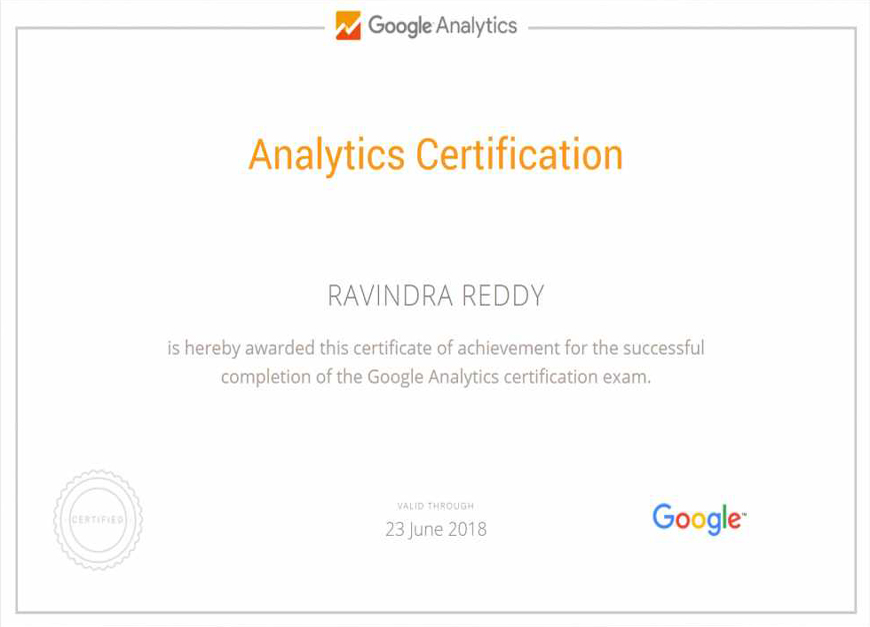 Google Analytics
Analytics Certification
RAVINDRA REDDY
is hereby awarded this certificate of achievement for the successful
completion of the Google Analytics certification exam.
CERTIFIED
VALID THROUGH
23 June 2018
Google™